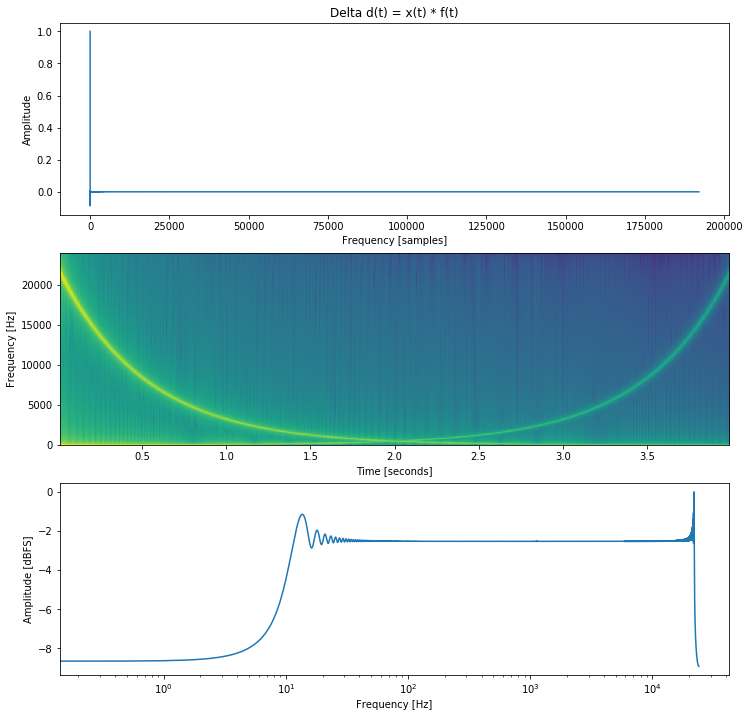 Delta d(t) = x(t) * f(t)
1.0
0.8
0.6
0.4
0.2
0.0
Amplitude
0 25000 50000 75000 100000 125000 150000 175000 200000
Frequency [samples]
20000
15000
10000
5000
0
Frequency [Hz]
0.5 1.0 1.5 2.0 2.5 3.0 3.5
Time [seconds]
0
−2
−4
−6
−8
Amplitude [dBFS]
10⁰ 10¹ 10² 10³ 10⁴
Frequency [Hz]